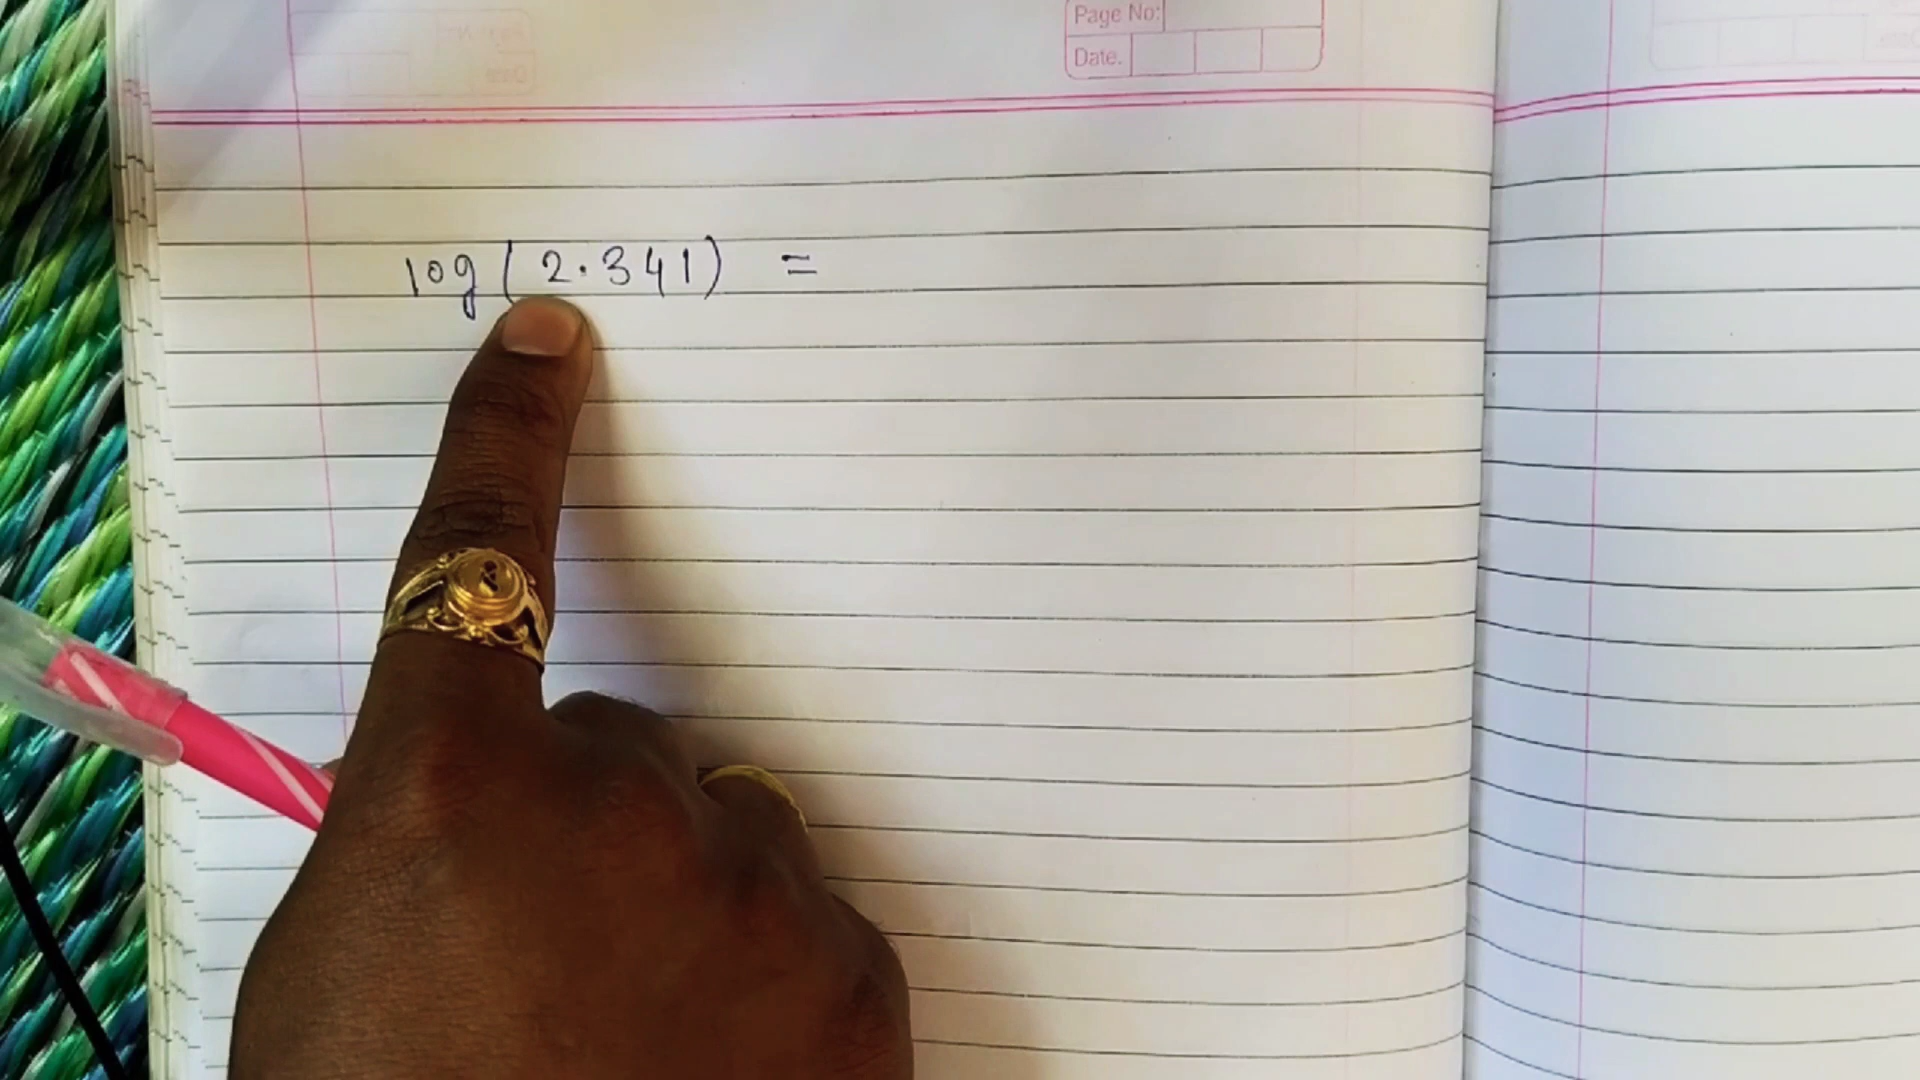 Page No:
Date.
log(2.341) =